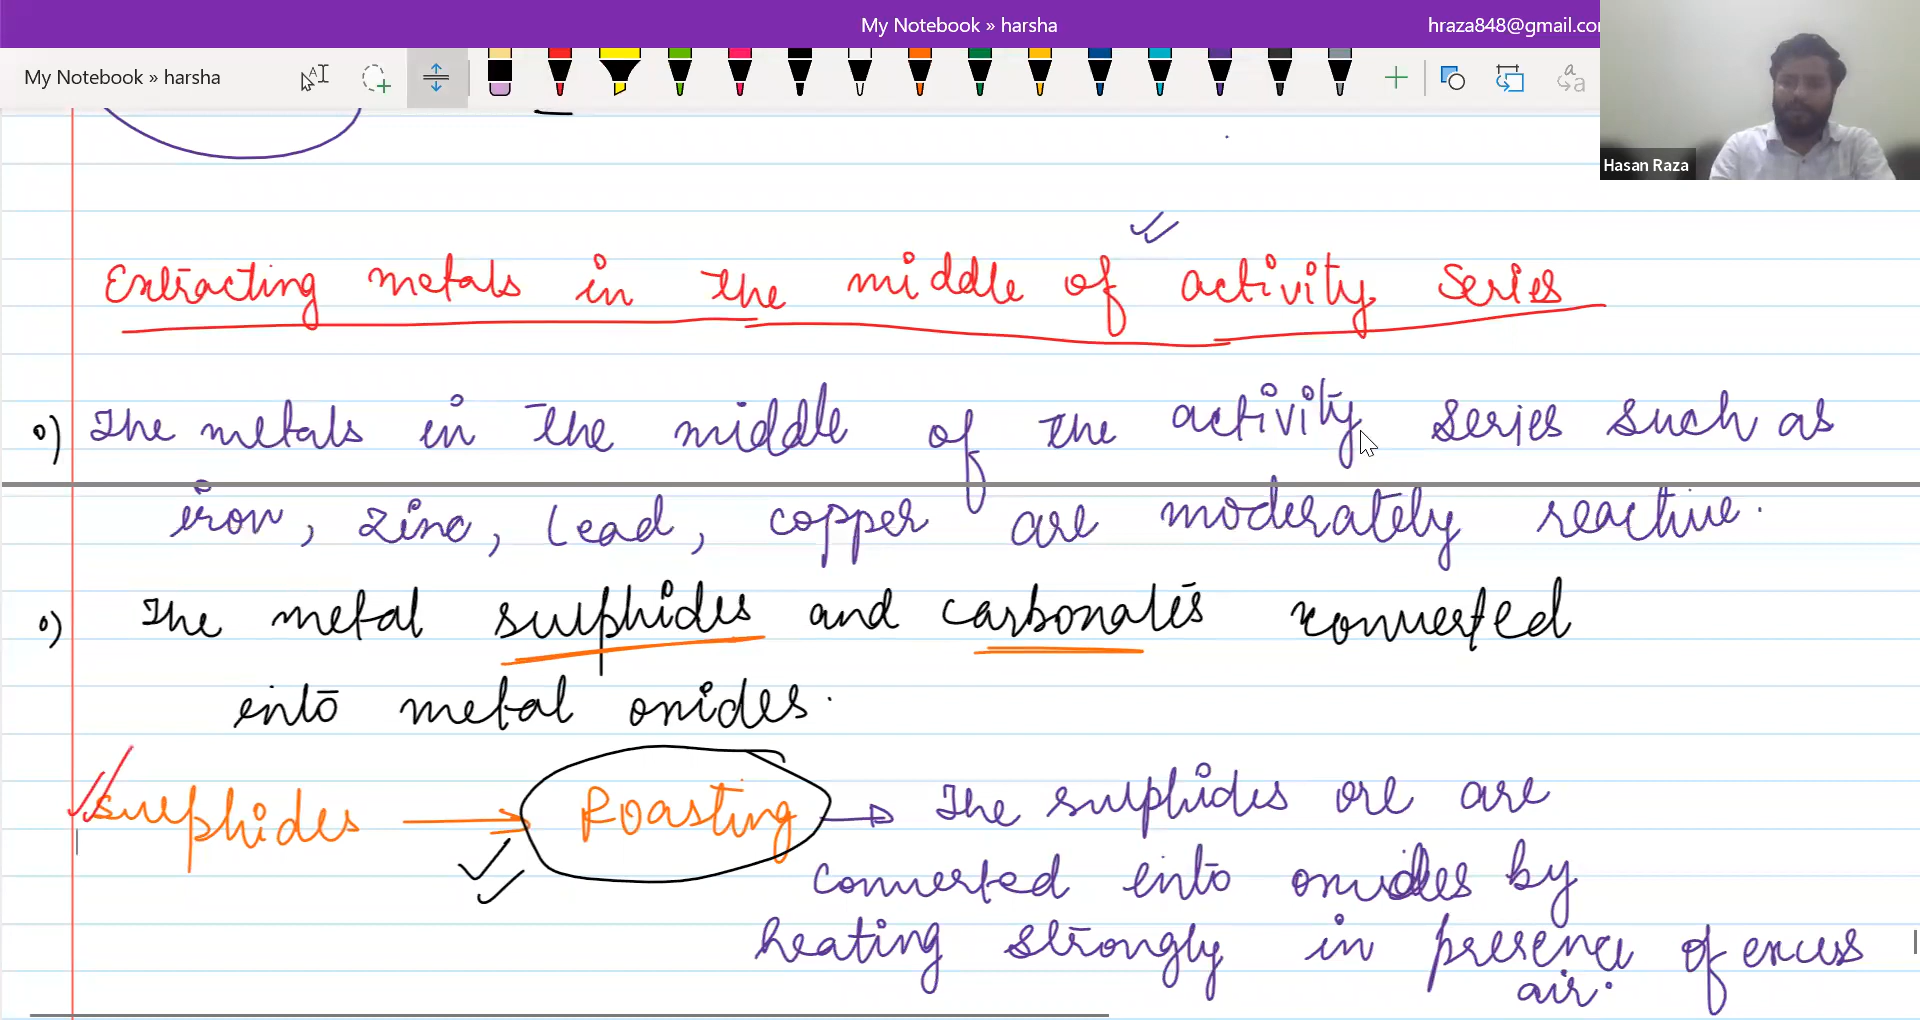 My Notebook » harsha
hraza848@gmail.co
My Notebook » harsha
Hasan Raza
Extracting metals in the middle of activity Series
The metals in the middle of the activity series such as
iron, zinc, lead, copper are moderately reactive.
The metal sulphides and carbonates converted
into metal oxides.
sulphides → Roasting → The sulphides ore are
converted into oxides by
heating strongly in presence of excess
air.